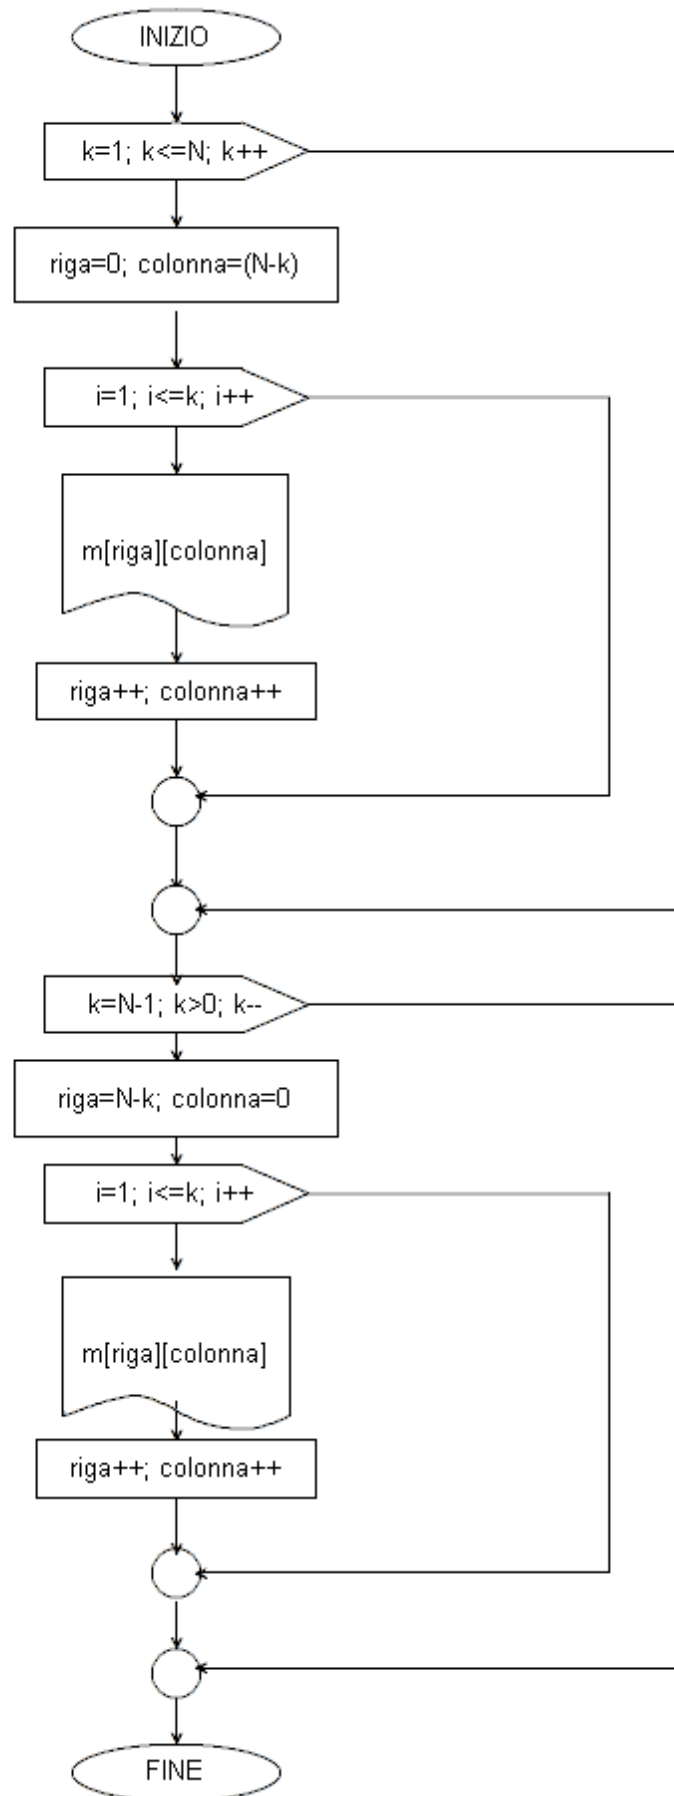 INIZIO
k=1; k<=N; k++
riga=0; colonna=(N-k)
i=1; i<=k; i++
m[riga][colonna]
riga++; colonna++
k=N-1; k>0; k--
riga=N-k; colonna=0
i=1; i<=k; i++
m[riga][colonna]
riga++; colonna++
FINE